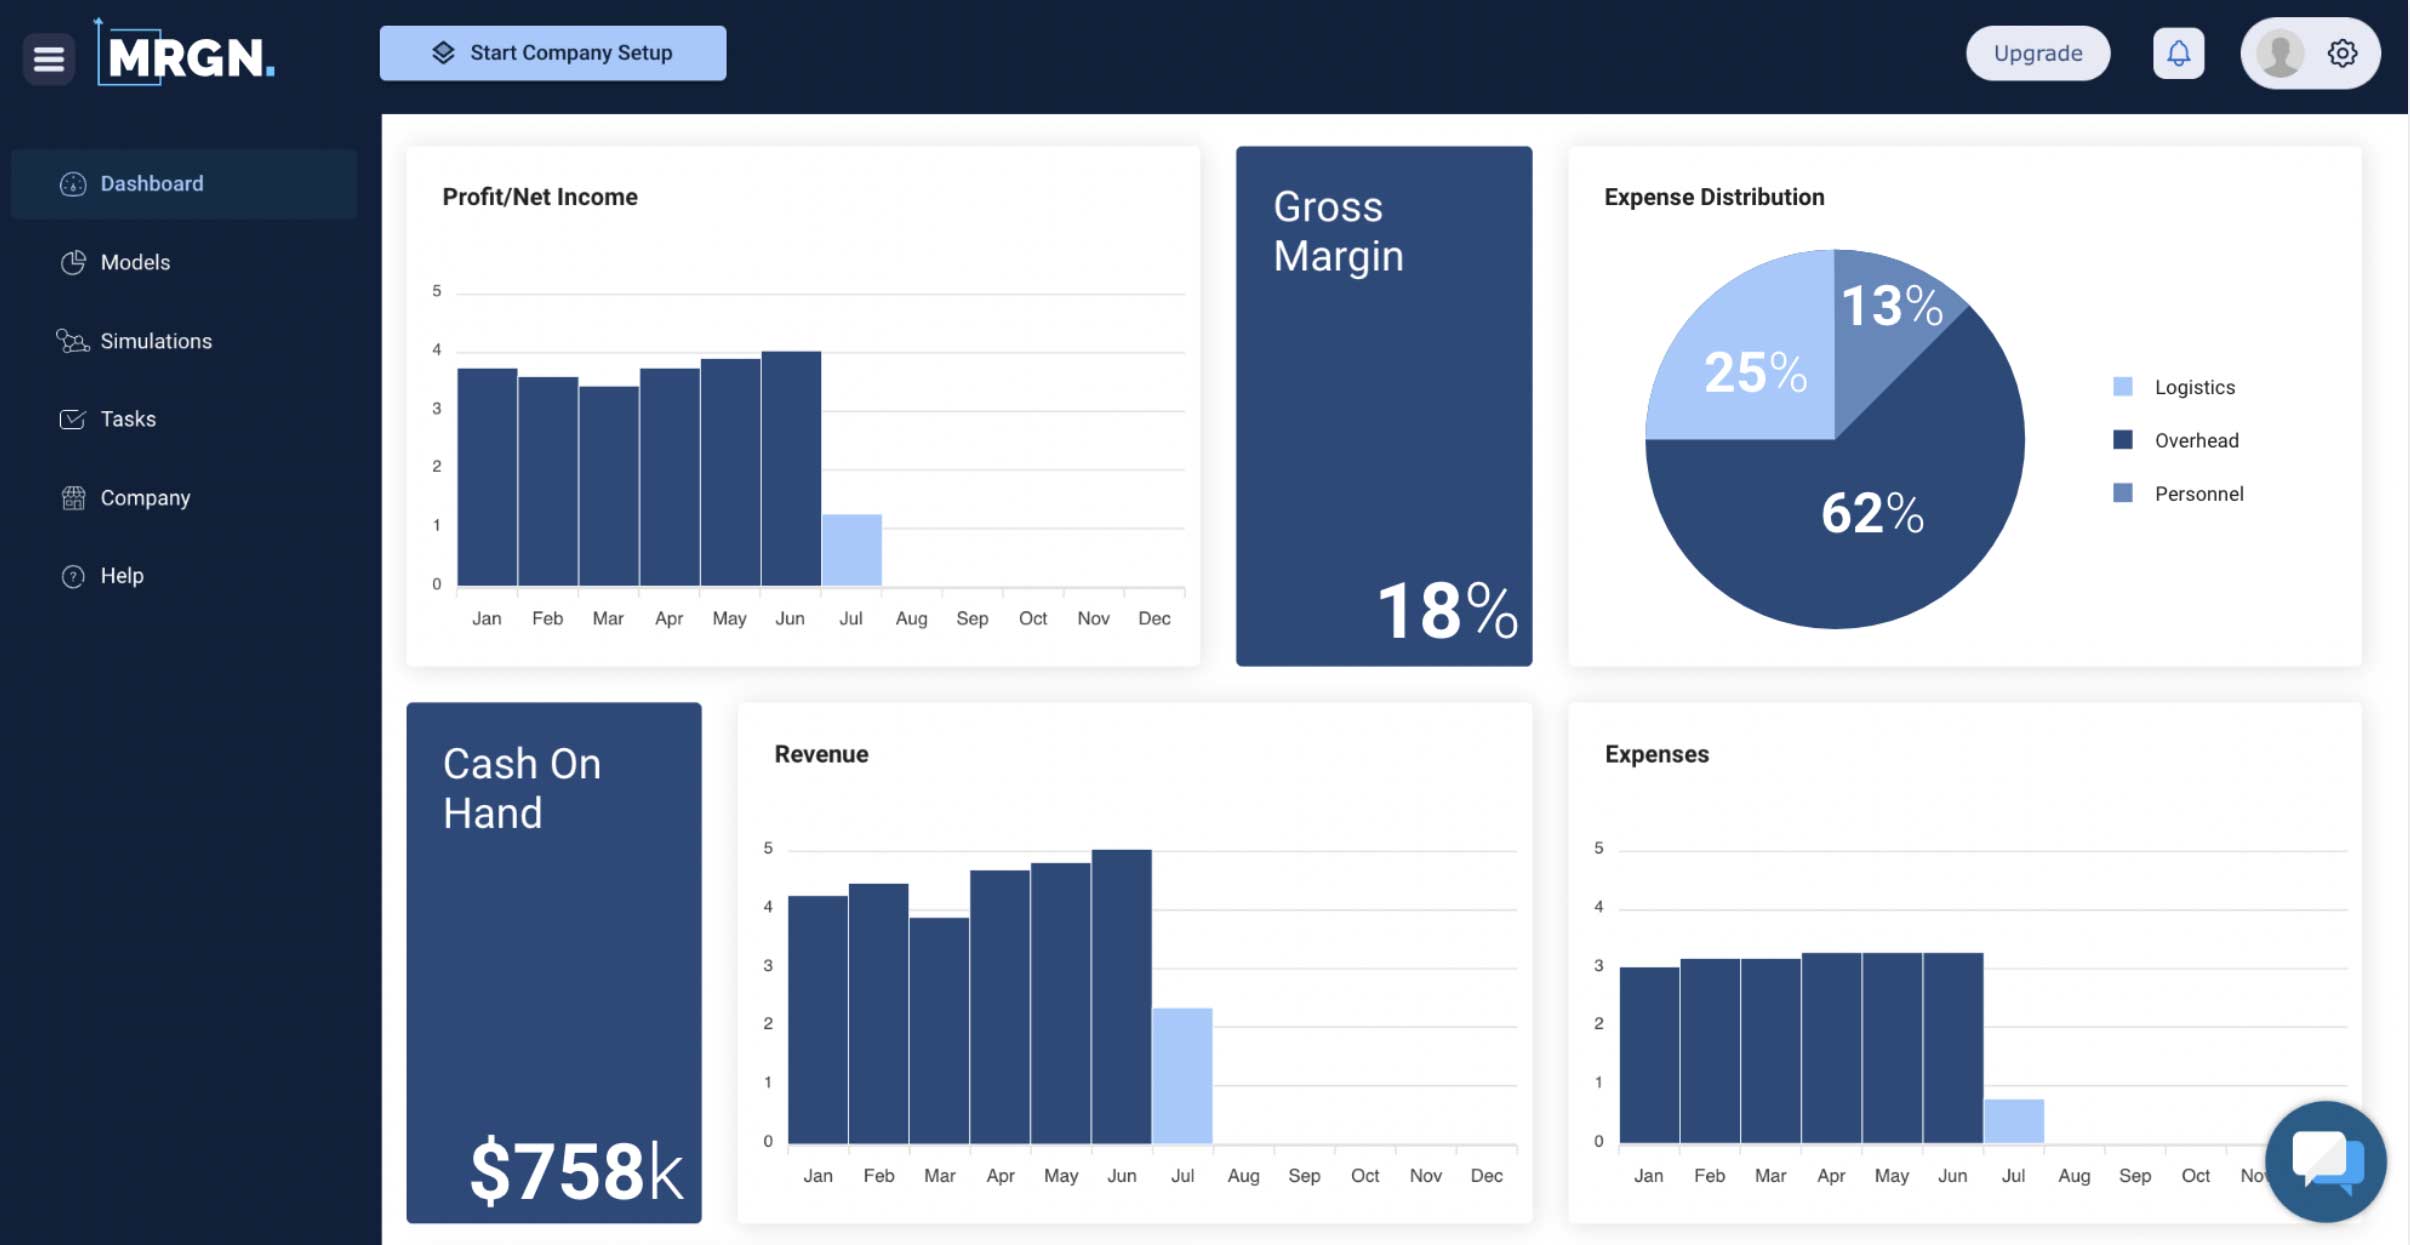 MRGN.
Start Company Setup
Upgrade
Dashboard
Models
Simulations
Tasks
Company
Help
Profit/Net Income
5
4
3
2
1
0
Jan Feb Mar Apr May Jun Jul Aug Sep Oct Nov Dec
Gross
Margin
18%
Expense Distribution
13%
25%
62%
Logistics
Overhead
Personnel
Cash On
Hand
$758k
Revenue
5
4
3
2
1
0
Jan Feb Mar Apr May Jun Jul Aug Sep Oct Nov Dec
Expenses
5
4
3
2
1
0
Jan Feb Mar Apr May Jun Jul Aug Sep Oct